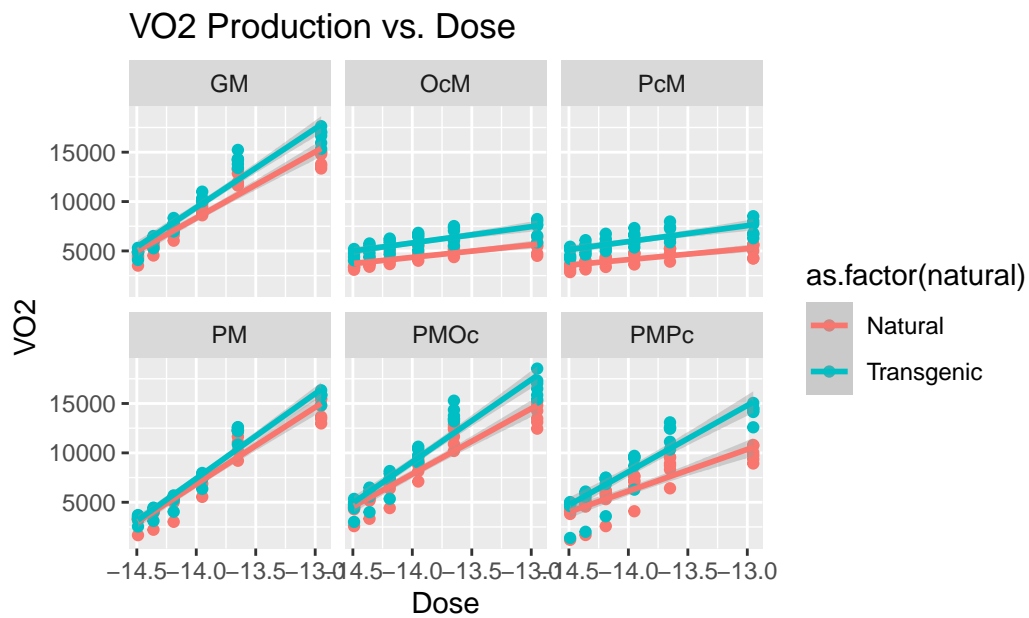 VO2 Production vs. Dose
GM OcM PcM
15000
10000
5000
PM PMOc PMPc
15000
10000
5000
−14.5 −14.0 −13.5 −13.0 −14.5 −14.0 −13.5 −13.0 −14.5 −14.0 −13.5 −13.0
Dose
VO2
as.factor(natural)
Natural
Transgenic